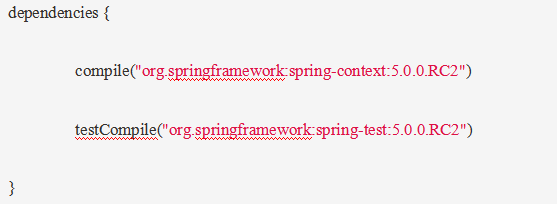 dependencies {
compile("org.springframework:spring-context:5.0.0.RC2")
testCompile("org.springframework:spring-test:5.0.0.RC2")
}